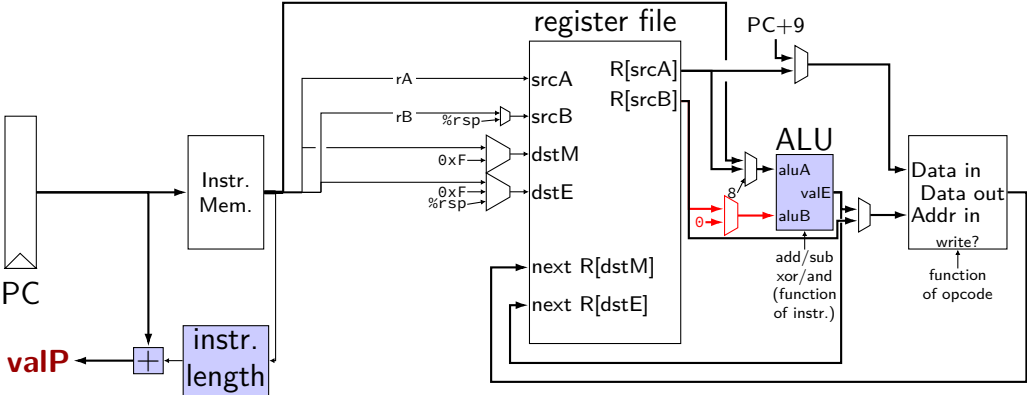 register file
PC+9
rA
srcA
R[srcA]
R[srcB]
rB
%rsp
srcB
0xF
dstM
0xF
%rsp
dstE
Instr.
Mem.
PC
ALU
aluA
valE
aluB
8
0
add/sub
xor/and
(function
of instr.)
Data in
Data out
Addr in
write?
function
of opcode
next R[dstM]
next R[dstE]
valP
+
instr.
length